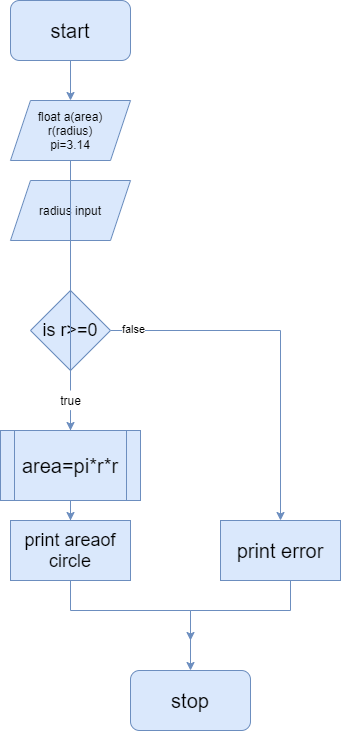 start
float a(area)
r(radius)
pi=3.14
radius input
is r>=0
false
true
area=pi*r*r
print areaof
circle
print error
stop